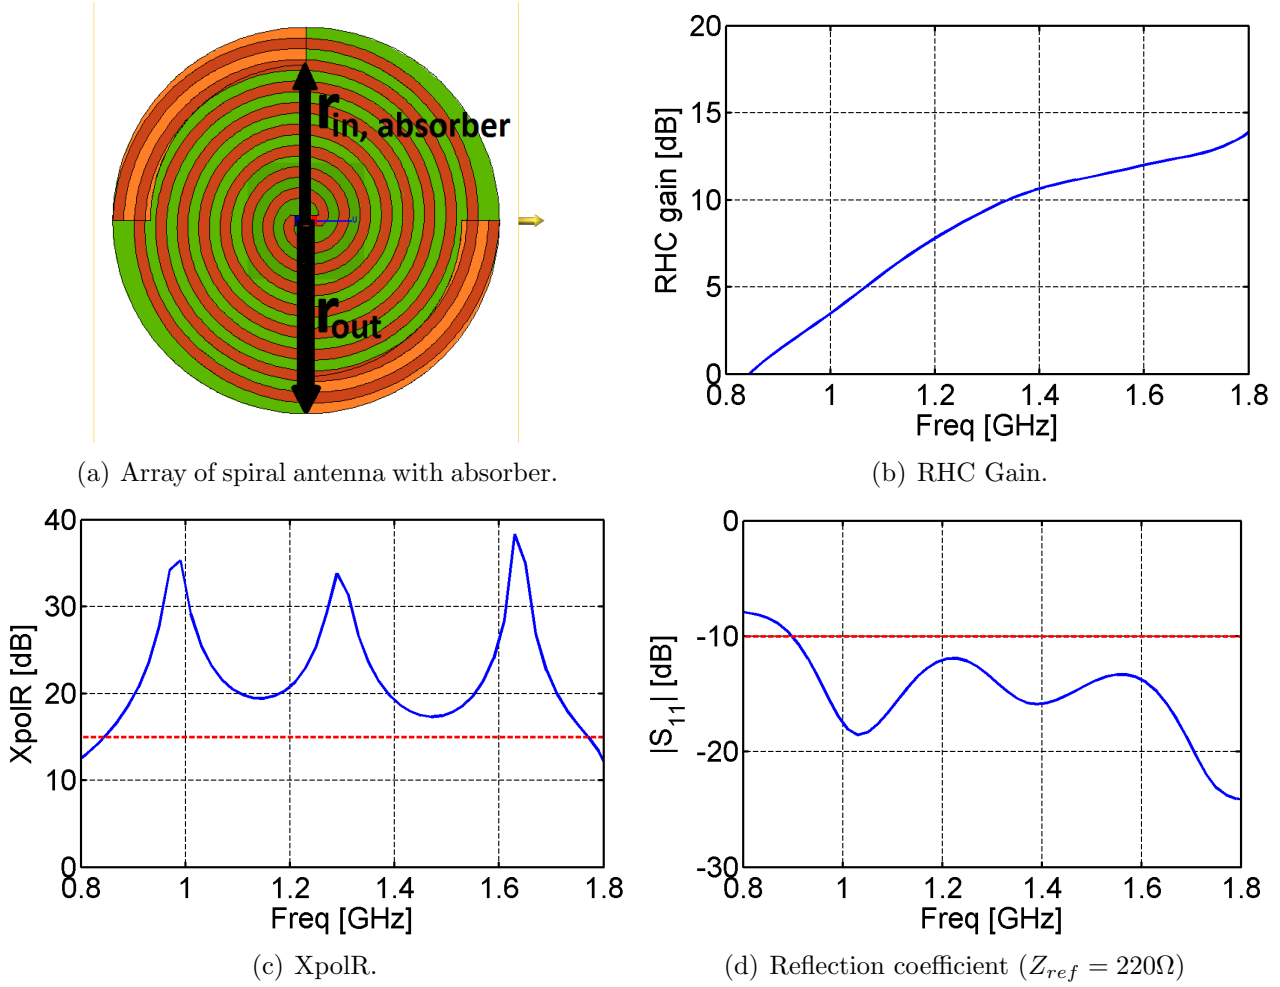 r in, absorber
r out
U
(a) Array of spiral antenna with absorber.
20
15
10
5
0
0.8 1 1.2 1.4 1.6 1.8
Freq [GHz]
RHC gain [dB]
(b) RHC Gain.
40
30
20
10
0
0.8 1 1.2 1.4 1.6 1.8
Freq [GHz]
XpolR [dB]
(c) XpolR.
0
-10
-20
-30
0.8 1 1.2 1.4 1.6 1.8
Freq [GHz]
|S11| [dB]
(d) Reflection coefficient (Zref = 220Ω)